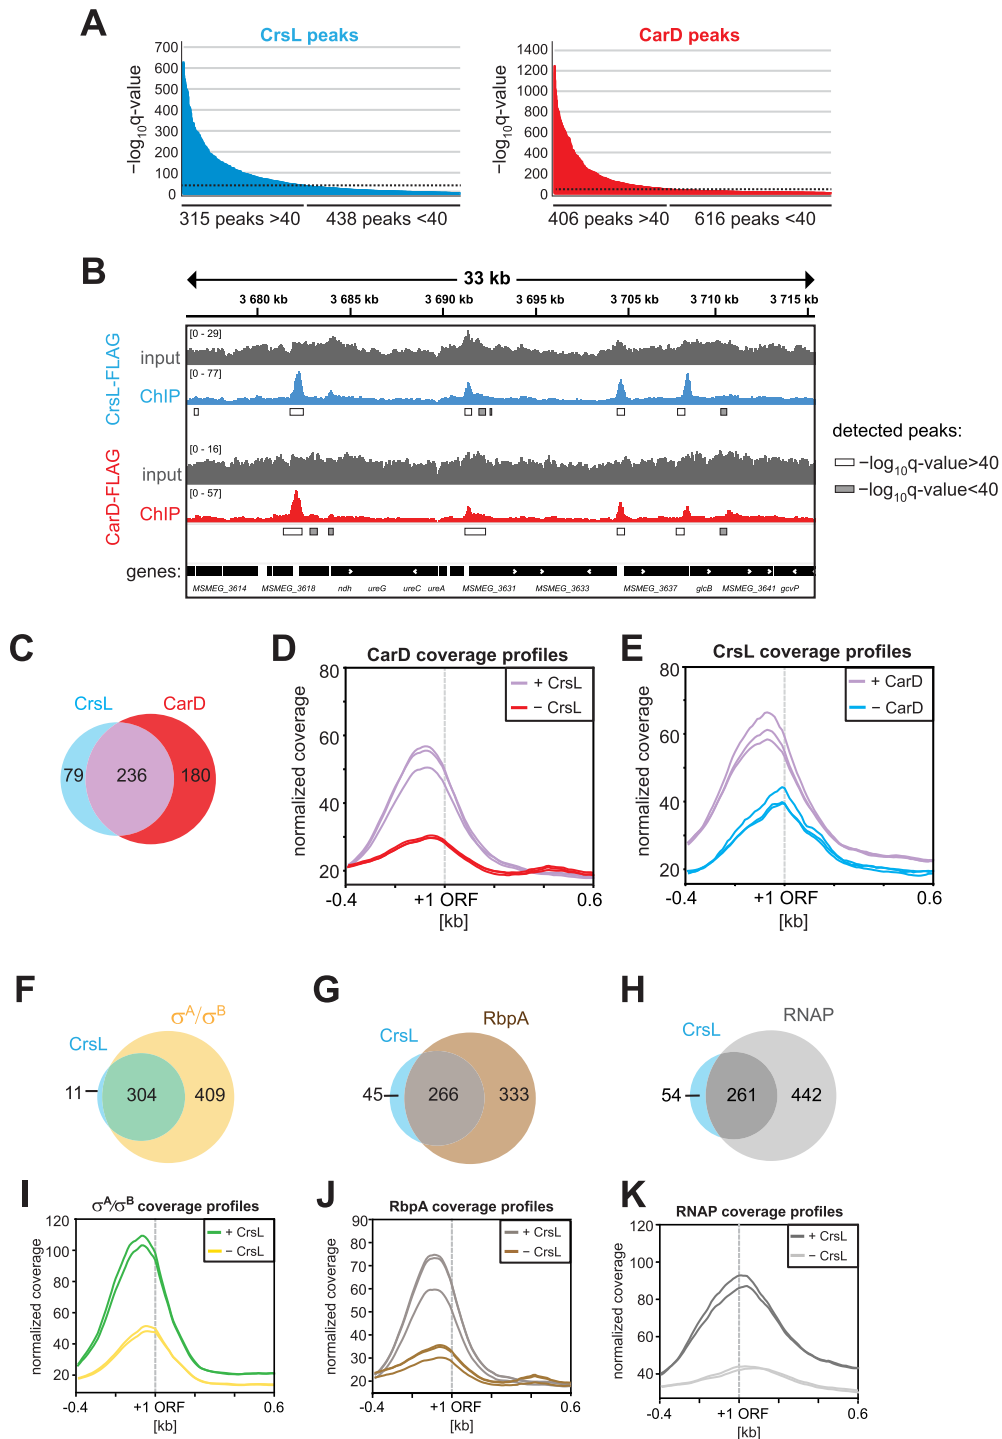 A
CrsL peaks
CarD peaks
−log10q-value
700
600
500
400
300
200
100
0
315 peaks >40
438 peaks <40
−log10q-value
1400
1200
1000
800
600
400
200
0
406 peaks >40
616 peaks <40
B
33 kb
3 680 kb
3 685 kb
3 690 kb
3 695 kb
3 705 kb
3 710 kb
3 715 kb
CrsL-FLAG
input
[0 - 29]
ChIP
[0 - 77]
CarD-FLAG
input
[0 - 16]
ChIP
[0 - 57]
detected peaks:
−log10q-value>40
−log10q-value<40
genes:
MSMEG_3614
MSMEG_3618
ndh
ureG
ureC
ureA
MSMEG_3631
MSMEG_3633
MSMEG_3637
glcB
MSMEG_3641
gcvP
C
CrsL
CarD
79
236
180
D
CarD coverage profiles
normalized coverage
80
60
40
20
+ CrsL
− CrsL
-0.4
+1 ORF
0.6
[kb]
E
CrsL coverage profiles
normalized coverage
80
60
40
20
+ CarD
− CarD
-0.4
+1 ORF
0.6
[kb]
F
σA/σB
CrsL
11
304
409
G
RbpA
CrsL
45
266
333
H
RNAP
CrsL
54
261
442
I
σA/σB coverage profiles
normalized coverage
120
100
80
60
40
20
+ CrsL
− CrsL
-0.4
+1 ORF
0.6
[kb]
J
RbpA coverage profiles
normalized coverage
90
80
70
60
50
40
30
20
+ CrsL
− CrsL
-0.4
+1 ORF
0.6
[kb]
K
RNAP coverage profiles
normalized coverage
120
100
80
60
40
+ CrsL
− CrsL
-0.4
+1 ORF
0.6
[kb]